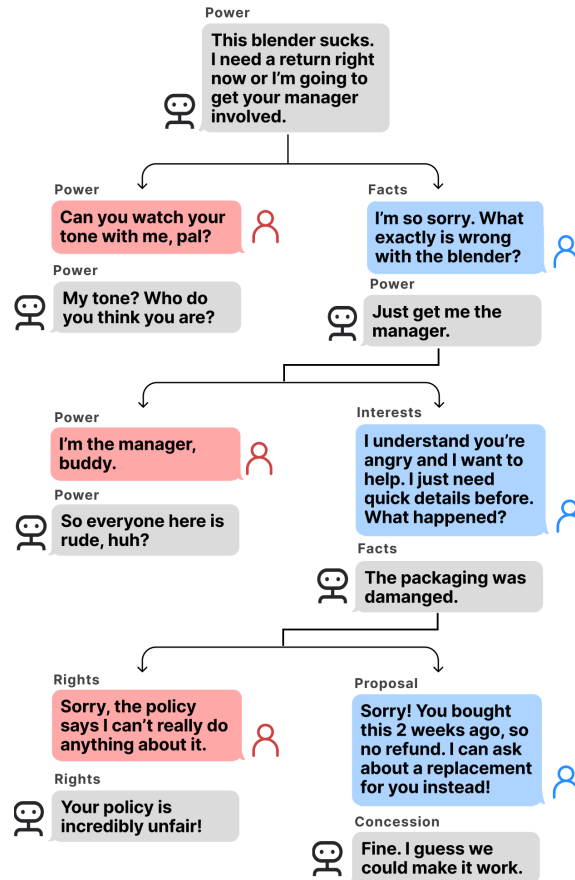 Power
This blender sucks.
I need a return right
now or I'm going to
get your manager
involved.
Power
Can you watch your
tone with me, pal?
Power
My tone? Who do
you think you are?
Facts
I'm so sorry. What
exactly is wrong
with the blender?
Power
Just get me the
manager.
Power
I'm the manager,
buddy.
Power
So everyone here is
rude, huh?
Interests
I understand you're
angry and I want to
help. I just need
quick details before.
What happened?
Facts
The packaging was
damanged.
Rights
Sorry, the policy
says I can't really do
anything about it.
Rights
Your policy is
incredibly unfair!
Proposal
Sorry! You bought
this 2 weeks ago, so
no refund. I can ask
about a replacement
for you instead!
Concession
Fine. I guess we
could make it work.